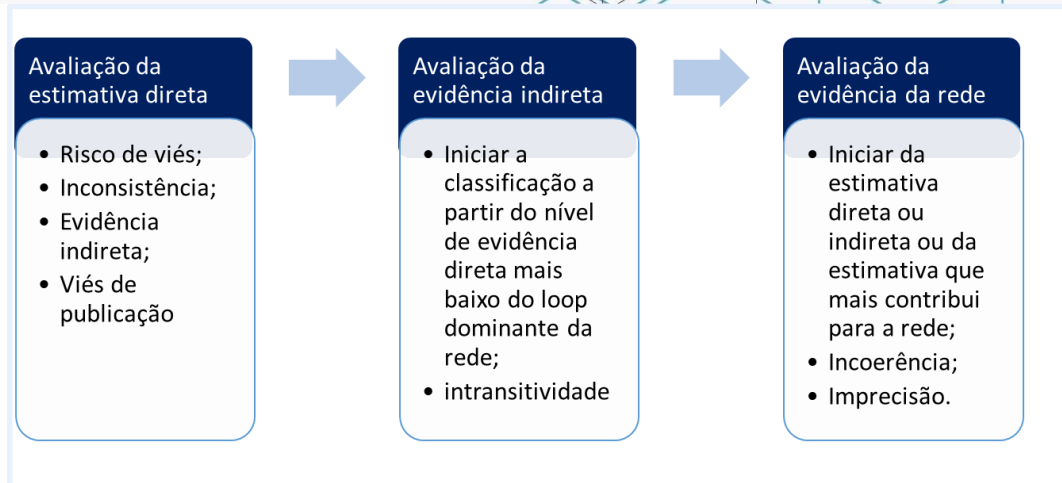 Avaliação da
estimativa direta
• Risco de viés;
• Inconsistência;
• Evidência
indireta;
• Viés de
publicação
Avaliação da
evidência indireta
• Iniciar a
classificação a
partir do nível
de evidência
direta mais
baixo do loop
dominante da
rede;
• intransitividade
Avaliação da
evidência da rede
• Iniciar da
estimativa
direta ou
indireta ou da
estimativa que
mais contribui
para a rede;
• Incoerência;
• Imprecisão.